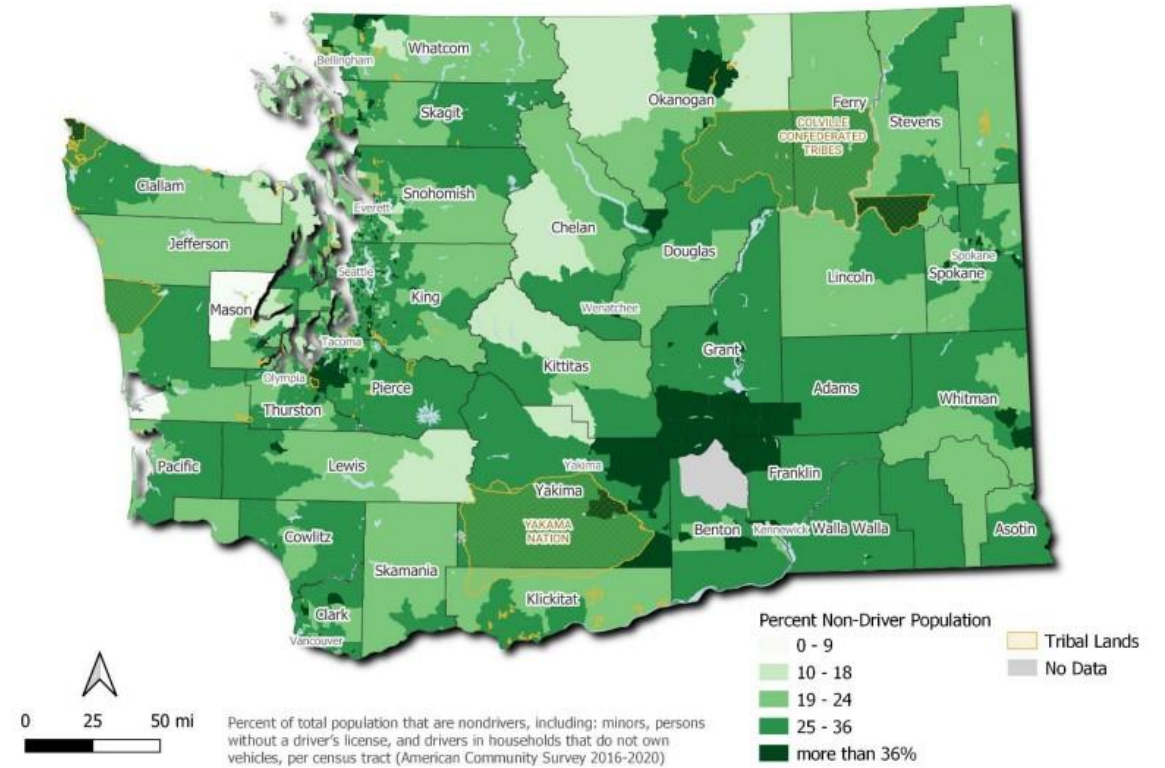 Whatcom
Bellingham
Okanogan
Ferry
Skagit
Stevens
COLVILLE
CONFEDERATED
TRIBES
Clallam
Snohomish
Everett
Chelan
Jefferson
Douglas
Spokane
Seattle
Lincoln
Spokane
King
Mason
Wenatchee
Tacoma
Grant
Kittitas
Olympia
Pierce
Adams
Thurston
Whitman
Pacific
Lewis
Yakima
Franklin
Yakima
YAKAMA
NATION
Benton
Kennewick
Walla Walla
Asotin
Cowlitz
Skamania
Klickitat
Clark
Vancouver
Percent Non-Driver Population
0 - 9
10 - 18
19 - 24
25 - 36
more than 36%
Tribal Lands
No Data
0 25 50 mi
Percent of total population that are nondrivers, including: minors, persons
without a driver's license, and drivers in households that do not own
vehicles, per census tract (American Community Survey 2016-2020)